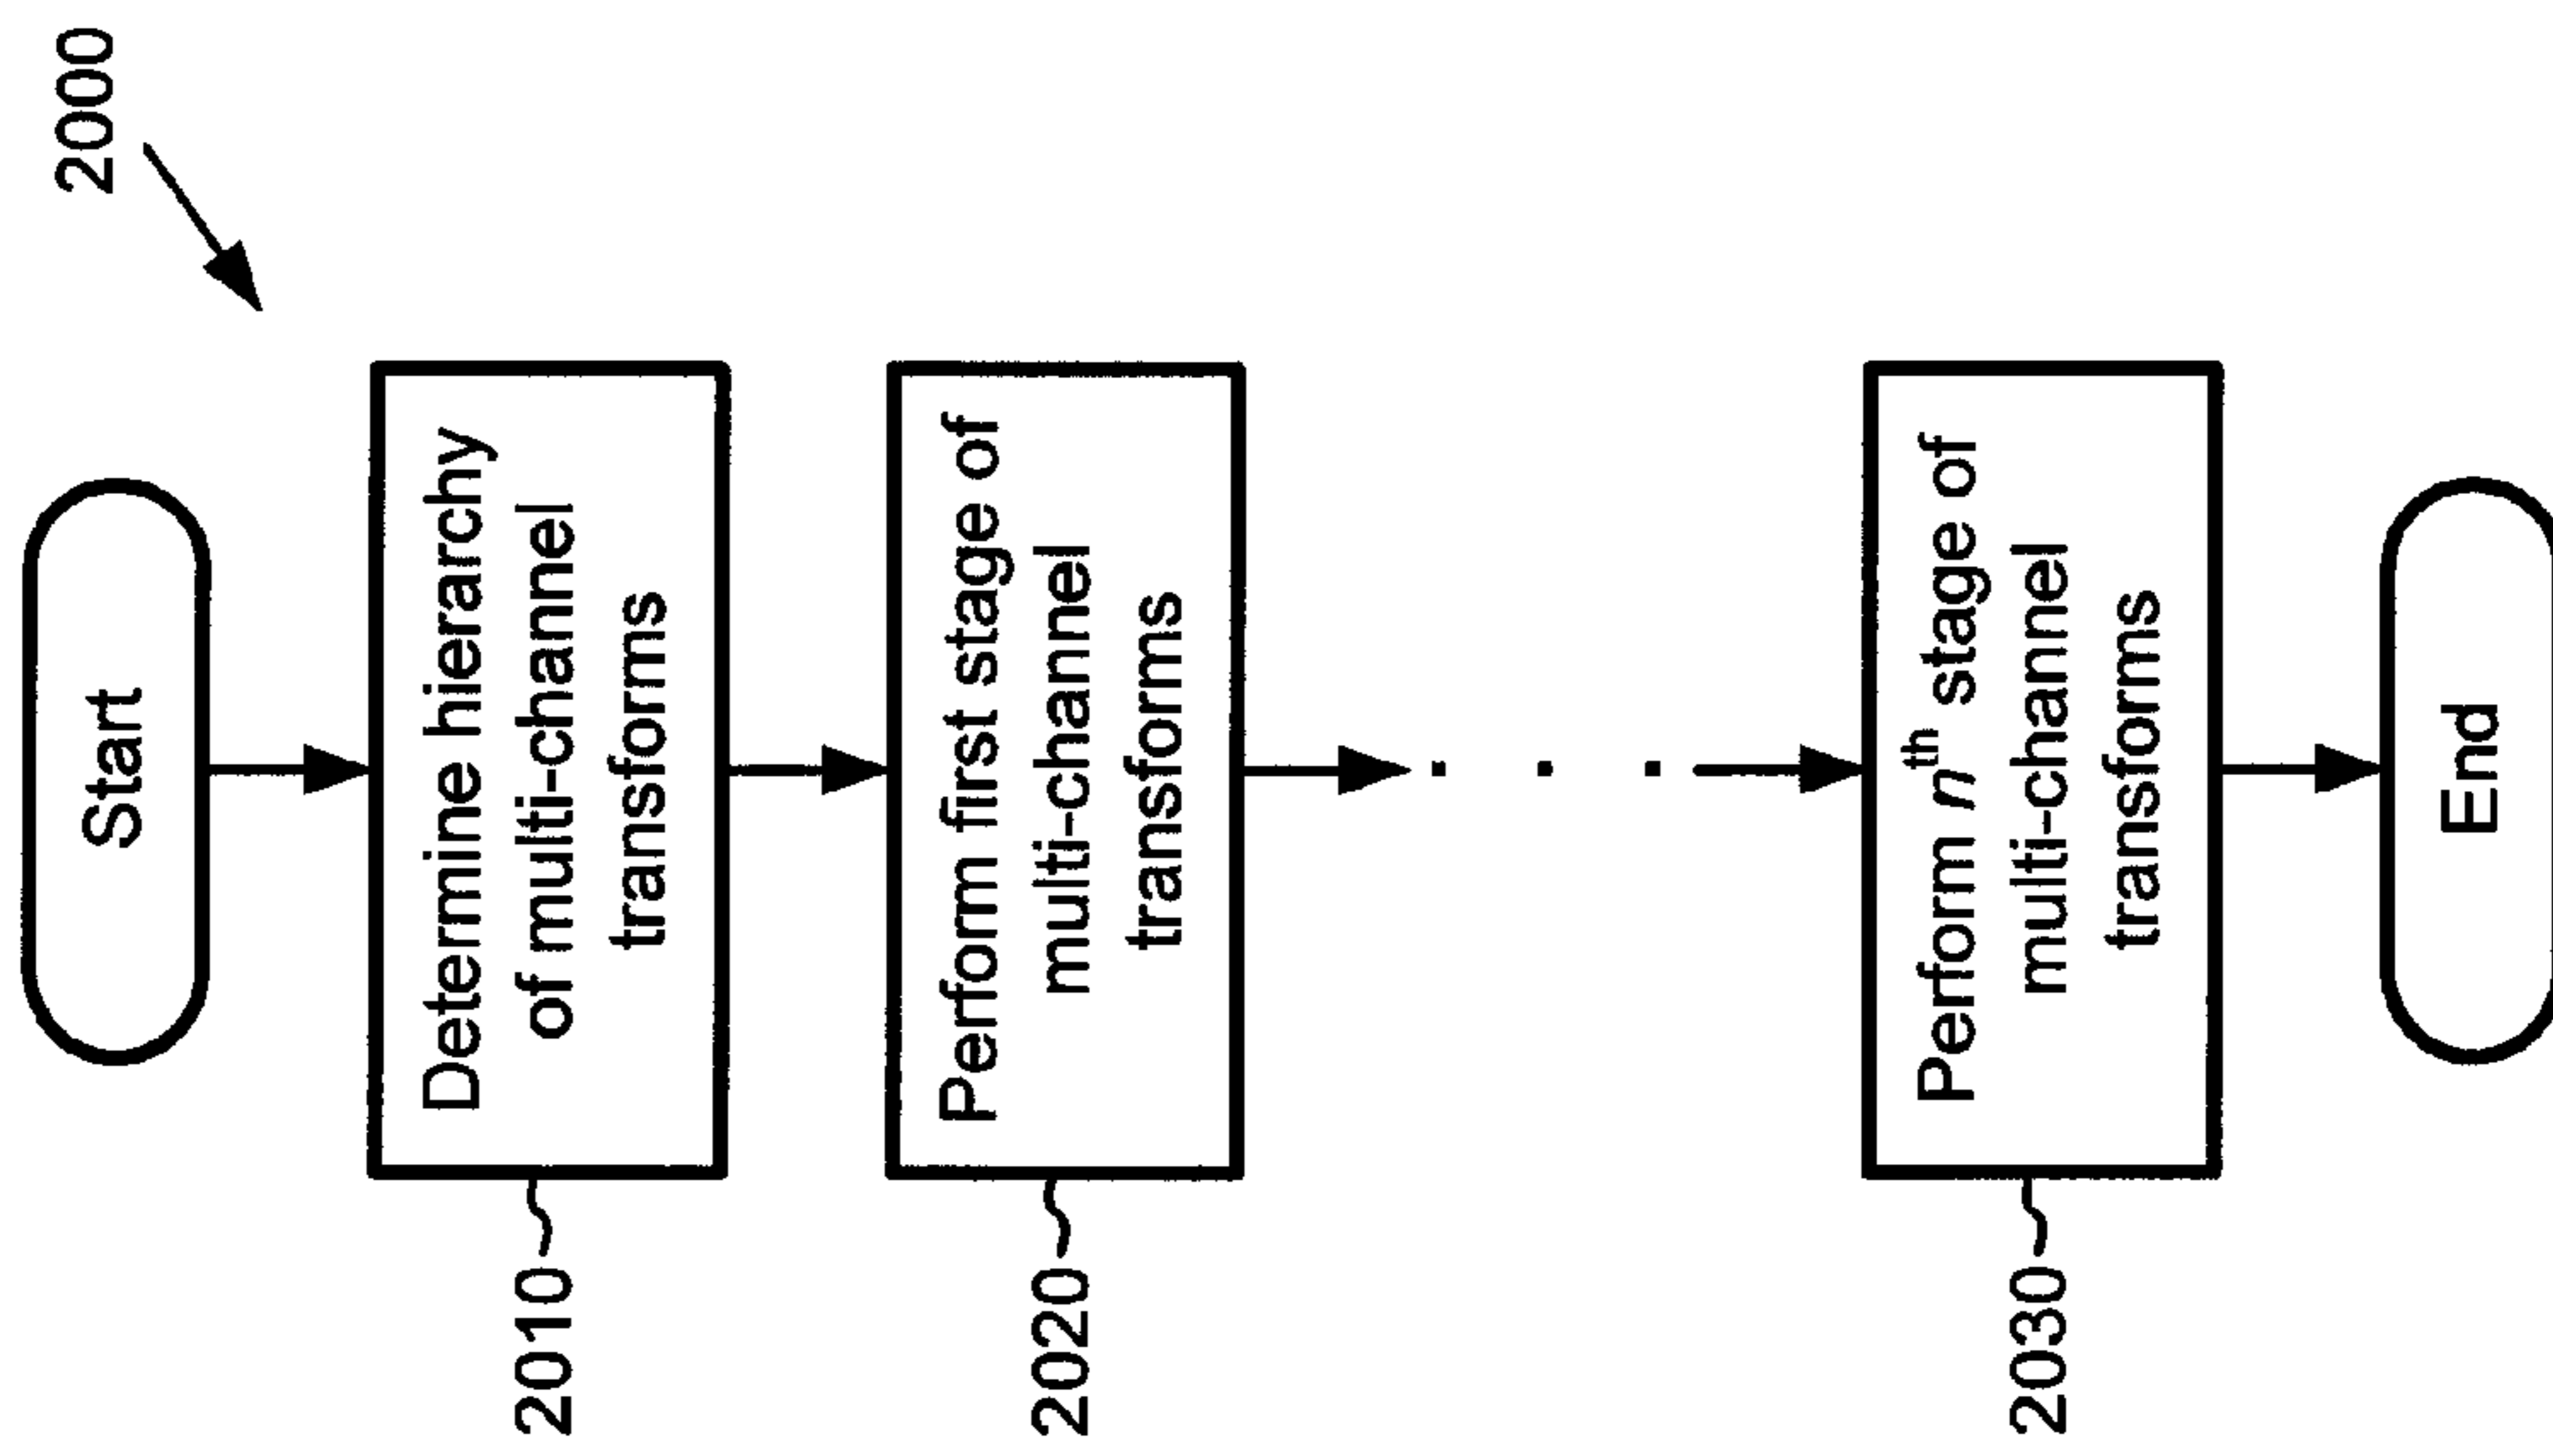 2000
Start
2010
Determine hierarchy
of multi-channel
transforms
2020
Perform first stage of
multi-channel
transforms
2030
Perform nth stage of
multi-channel
transforms
End